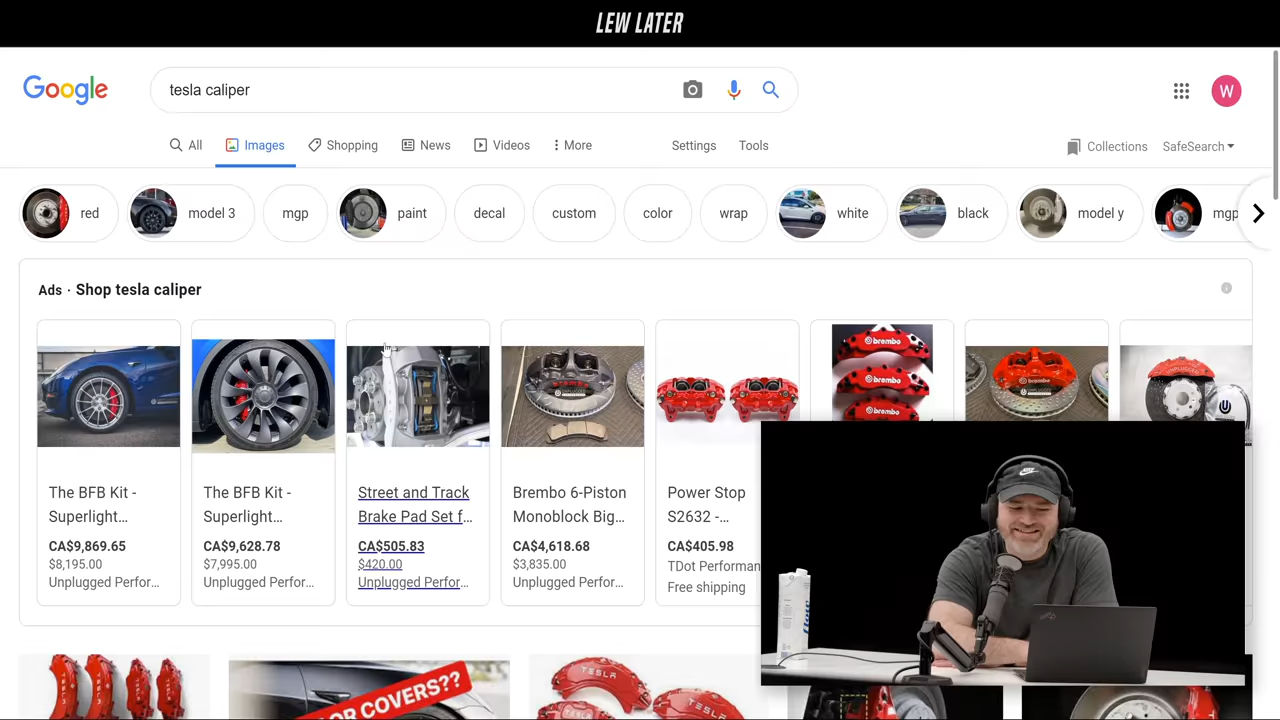 LEW LATER
Google
tesla caliper
W
All
Images
Shopping
News
Videos
More
Settings
Tools
Collections
SafeSearch
red
model 3
mgp
paint
decal
custom
color
wrap
white
black
model y
mgp
Ads · Shop tesla caliper
brembo
brembo
brembo
The BFB Kit -
Superlight…
CA$9,869.65
$8,195.00
Unplugged Perfor…
The BFB Kit -
Superlight…
CA$9,628.78
$7,995.00
Unplugged Perfor…
Street and Track
Brake Pad Set f…
CA$505.83
$420.00
Unplugged Perfor…
Brembo 6-Piston
Monoblock Big…
CA$4,618.68
$3,835.00
Unplugged Perfor…
Power Stop
S2632 -…
CA$405.98
TDot Performan
Free shipping
OR COVERS??
TESLA
TESLA